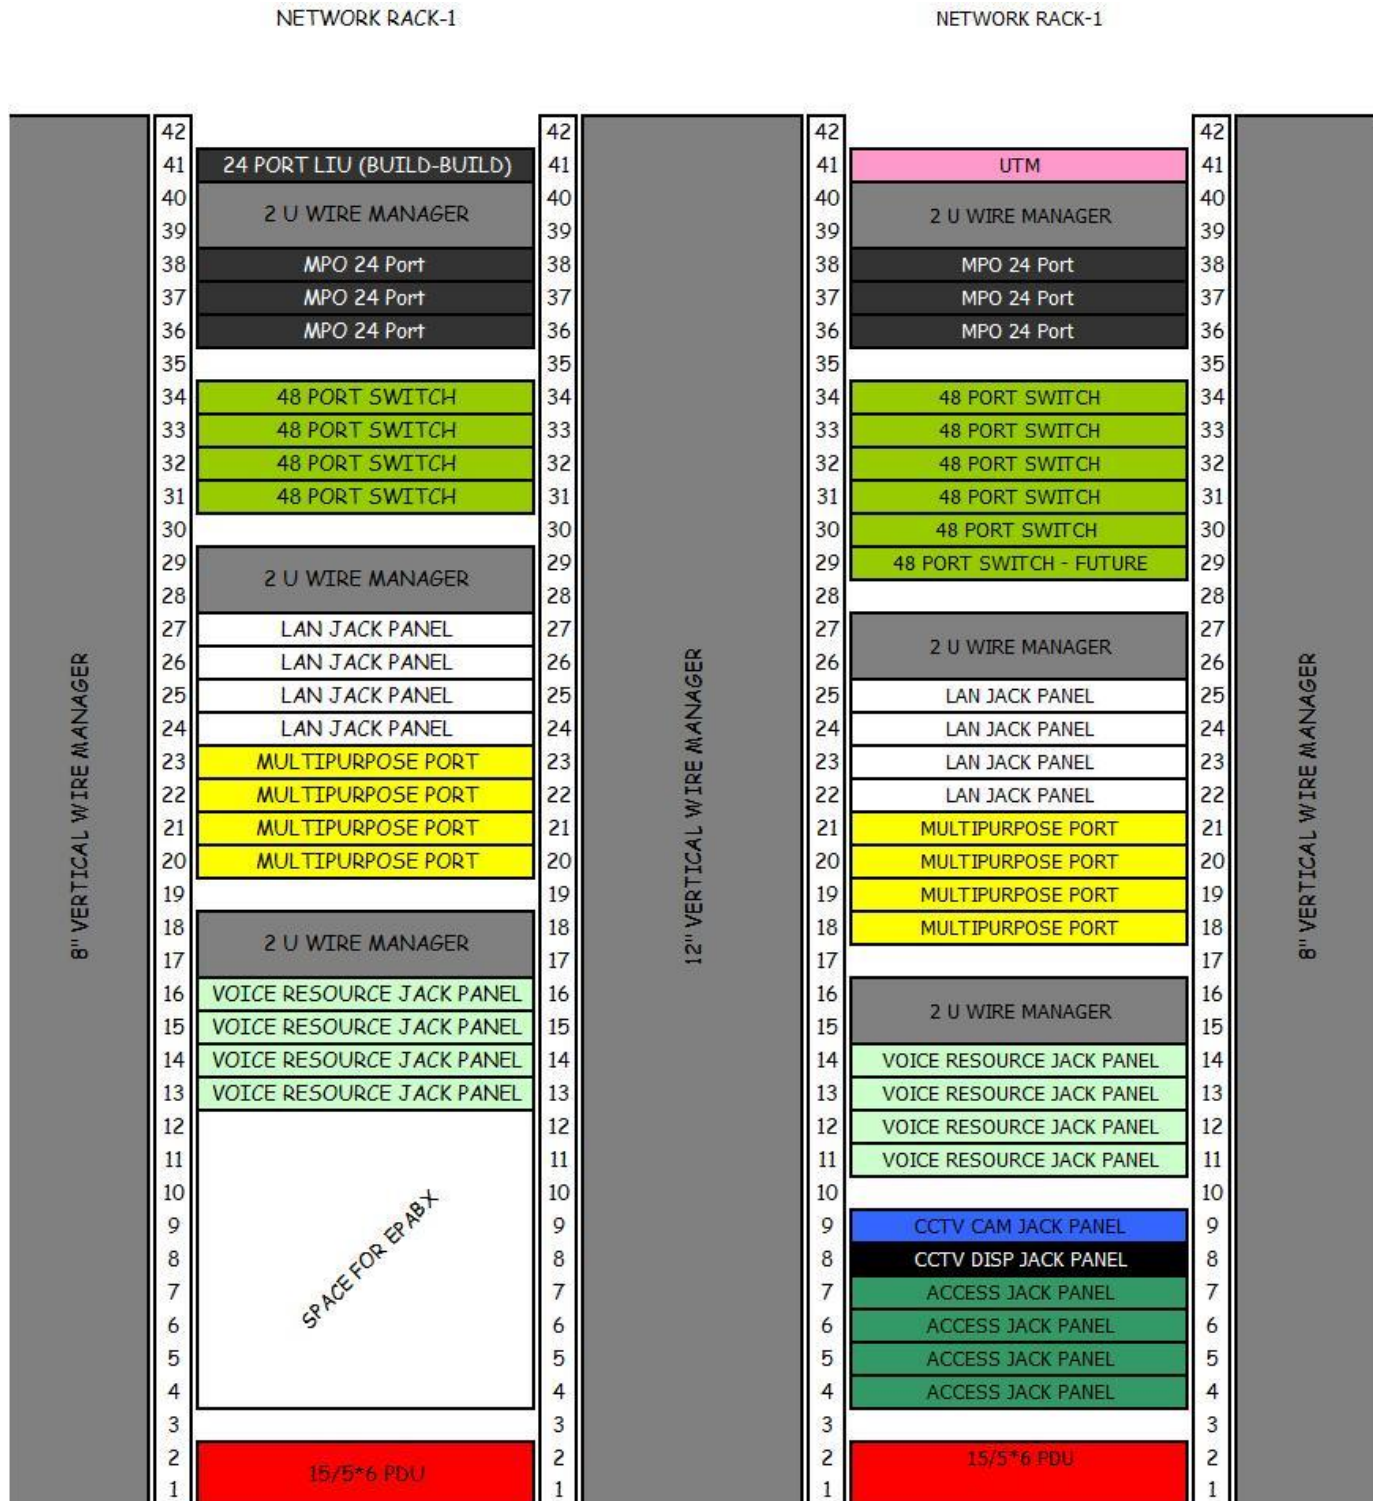 NETWORK RACK-1 NETWORK RACK-1
42 42 42 42
41 24 PORT LIU (BUILD-BUILD) 41 41 UTM 41
40 2 U WIRE MANAGER 40 40 2 U WIRE MANAGER 40
39 39 39 39
38 MPO 24 Port 38 38 MPO 24 Port 38
37 MPO 24 Port 37 37 MPO 24 Port 37
36 MPO 24 Port 36 36 MPO 24 Port 36
35 35 35 35
34 48 PORT SWITCH 34 34 48 PORT SWITCH 34
33 48 PORT SWITCH 33 33 48 PORT SWITCH 33
32 48 PORT SWITCH 32 32 48 PORT SWITCH 32
31 48 PORT SWITCH 31 31 48 PORT SWITCH 31
30 30 30 48 PORT SWITCH 30
29 2 U WIRE MANAGER 29 29 48 PORT SWITCH - FUTURE 29
28 28 28 28
27 LAN JACK PANEL 27 27 2 U WIRE MANAGER 27
26 LAN JACK PANEL 26 26 26
25 LAN JACK PANEL 25 25 LAN JACK PANEL 25
24 LAN JACK PANEL 24 24 LAN JACK PANEL 24
23 MULTIPURPOSE PORT 23 23 LAN JACK PANEL 23
22 MULTIPURPOSE PORT 22 22 LAN JACK PANEL 22
21 MULTIPURPOSE PORT 21 21 MULTIPURPOSE PORT 21
20 MULTIPURPOSE PORT 20 20 MULTIPURPOSE PORT 20
19 19 19 MULTIPURPOSE PORT 19
18 2 U WIRE MANAGER 18 18 MULTIPURPOSE PORT 18
17 17 17 17
16 VOICE RESOURCE JACK PANEL 16 16 2 U WIRE MANAGER 16
15 VOICE RESOURCE JACK PANEL 15 15 15
14 VOICE RESOURCE JACK PANEL 14 14 VOICE RESOURCE JACK PANEL 14
13 VOICE RESOURCE JACK PANEL 13 13 VOICE RESOURCE JACK PANEL 13
12 12 12 VOICE RESOURCE JACK PANEL 12
11 11 11 VOICE RESOURCE JACK PANEL 11
10 10 10 10
9 SPACE FOR EPABX 9 9 CCTV CAM JACK PANEL 9
8 8 8 CCTV DISP JACK PANEL 8
7 7 7 ACCESS JACK PANEL 7
6 6 6 ACCESS JACK PANEL 6
5 5 5 ACCESS JACK PANEL 5
4 4 4 ACCESS JACK PANEL 4
3 3 3 3
2 15/5*6 PDU 2 2 15/5*6 PDU 2
1 1 1 1
8" VERTICAL WIRE MANAGER
12" VERTICAL WIRE MANAGER
8" VERTICAL WIRE MANAGER